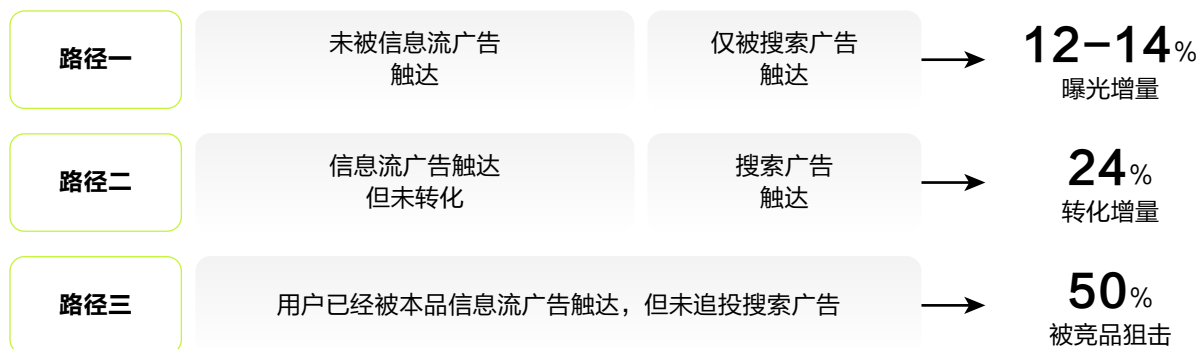 路径一
未被信息流广告
触达
仅被搜索广告
触达
12-14%
曝光增量
路径二
信息流广告触达
但未转化
搜索广告
触达
24%
转化增量
路径三
用户已经被本品信息流广告触达，但未追投搜索广告
50%
被竞品狙击